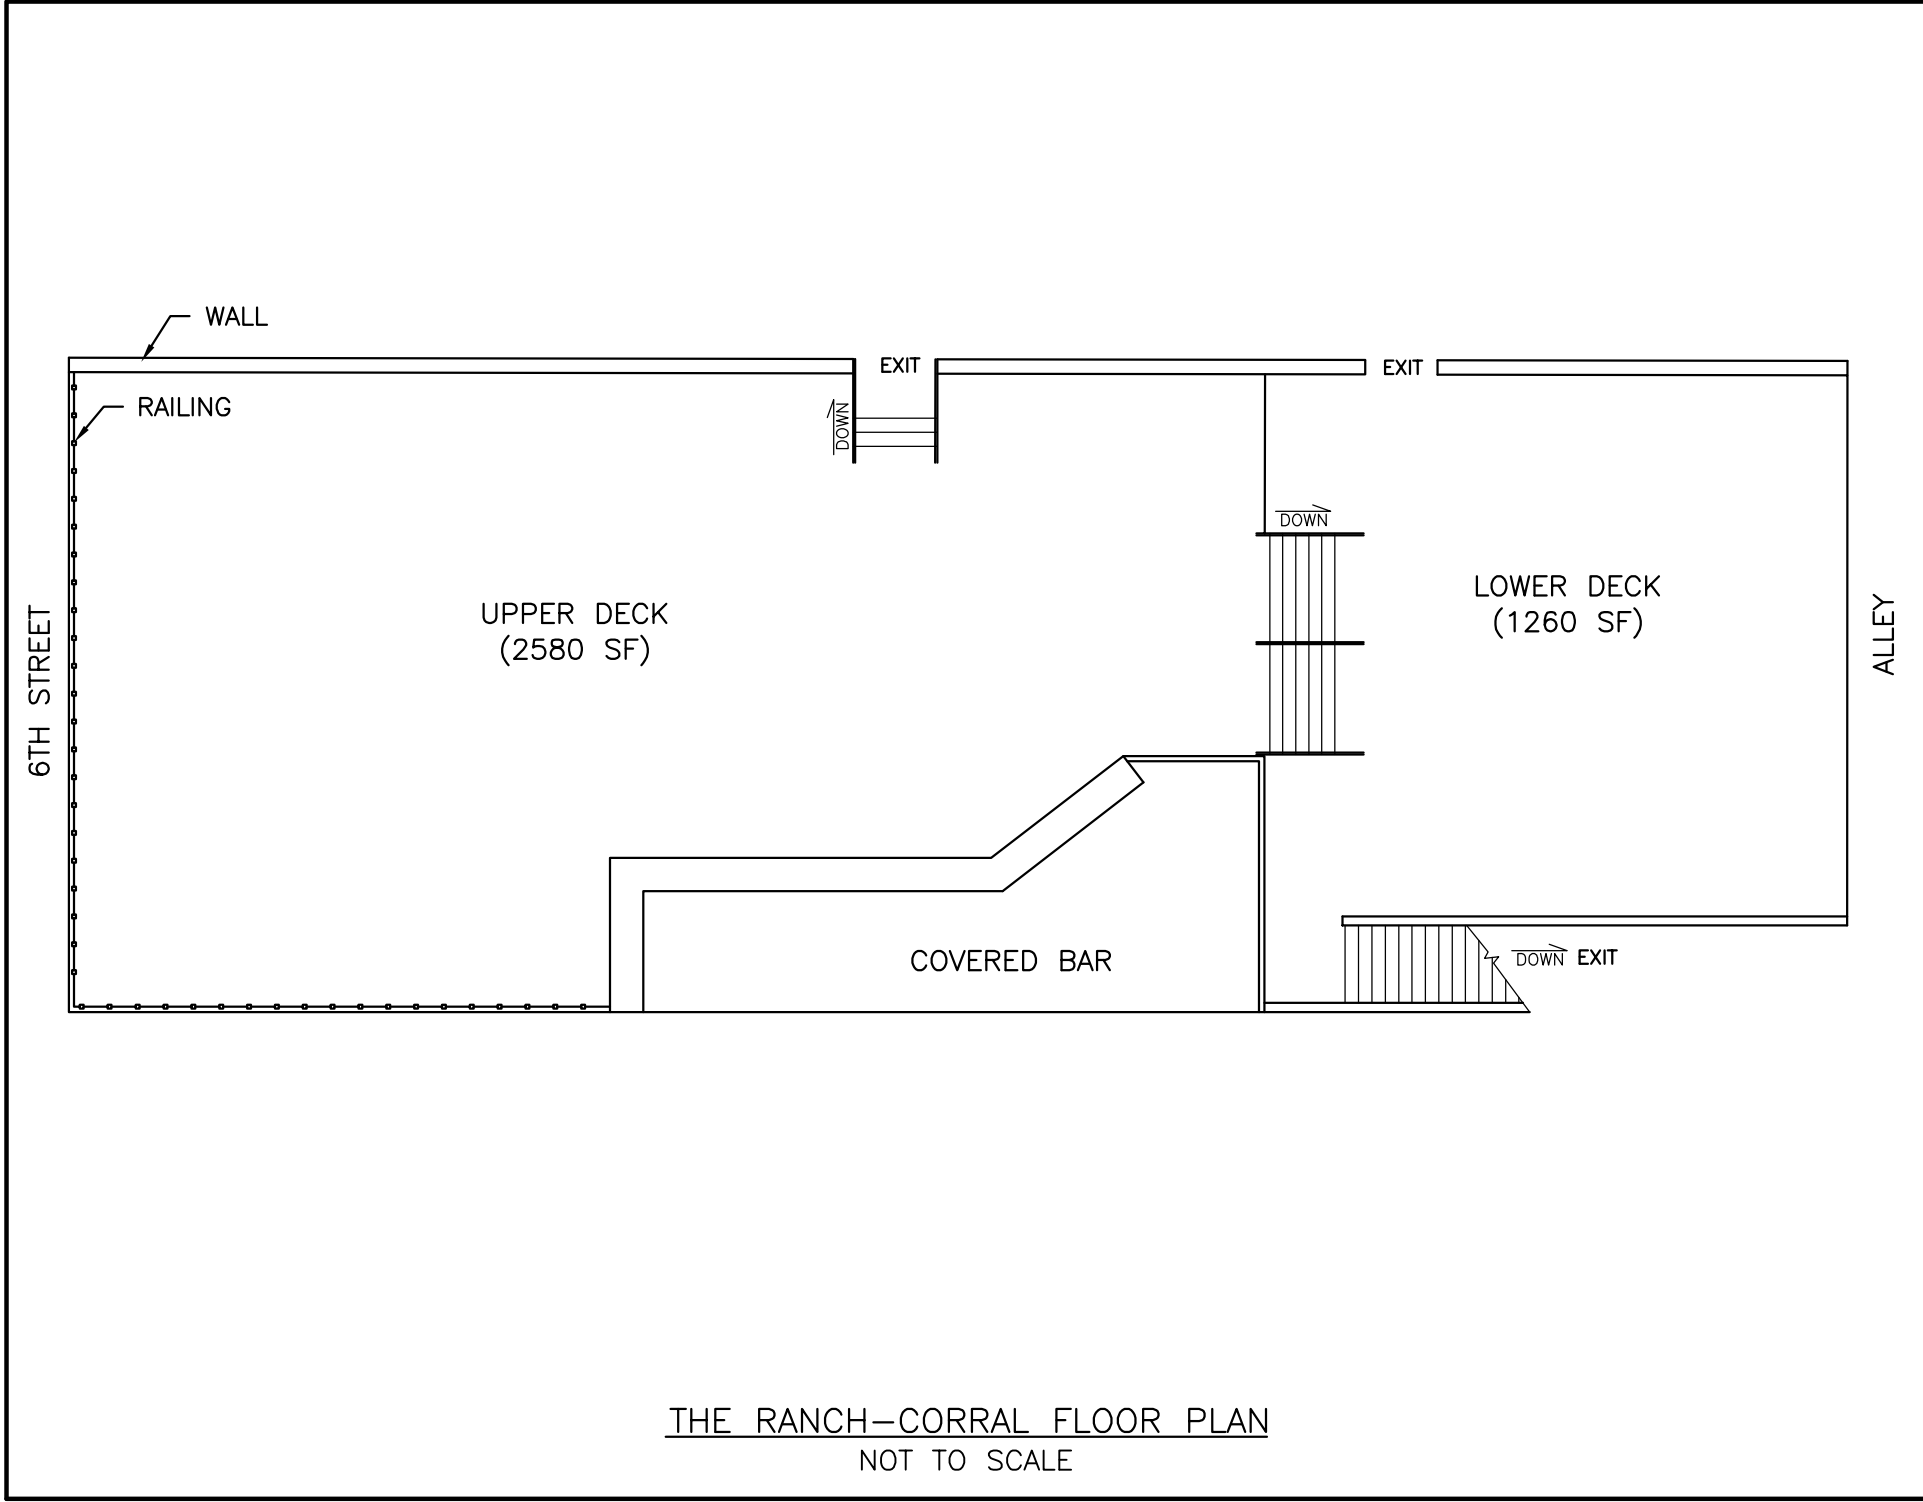 WALL
EXIT
EXIT
RAILING
DOWN
DOWN
UPPER DECK
(2580 SF)
LOWER DECK
(1260 SF)
6TH STREET
ALLEY
COVERED BAR
DOWN EXIT
THE RANCH-CORRAL FLOOR PLAN
NOT TO SCALE